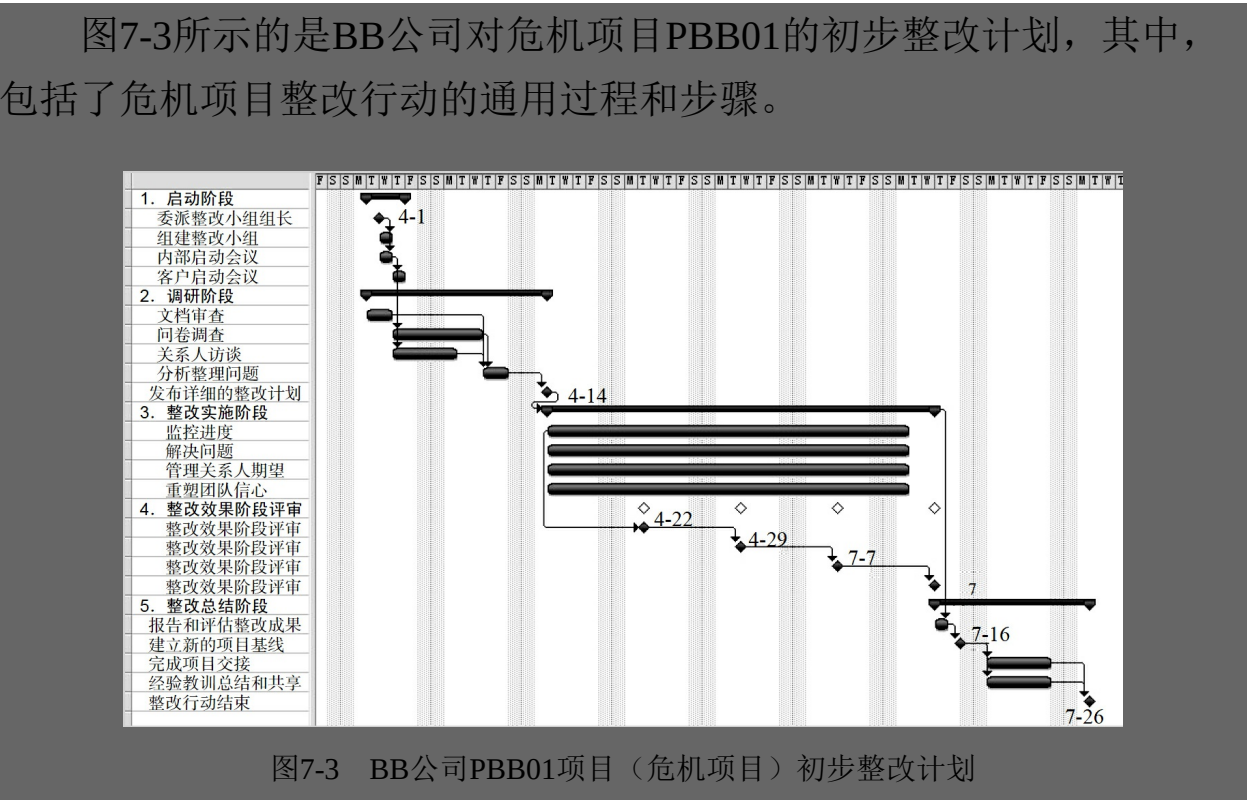 图7-3所示的是BB公司对危机项目PBB01的初步整改计划，其中，
包括了危机项目整改行动的通用过程和步骤。
F S S M T W T F S S M T W T F S S M T W T F S S M T W T F S S M T W T F S S M T W T F S S M T W T F S S M T W T F S S M T W T
1. 启动阶段
委派整改小组组长 4-1
组建整改小组
内部启动会议
客户启动会议
2. 调研阶段
文档审查
问卷调查
关系人访谈
分析整理问题
发布详细的整改计划 4-14
3. 整改实施阶段
监控进度
解决问题
管理关系人期望
重塑团队信心
4. 整改效果阶段评审
整改效果阶段评审 4-22
整改效果阶段评审 4-29
整改效果阶段评审 7-7
整改效果阶段评审 7
5. 整改总结阶段
报告和评估整改成果
建立新的项目基线 7-16
完成项目交接
经验教训总结和共享
整改行动结束 7-26
图7-3 BB公司PBB01项目（危机项目）初步整改计划